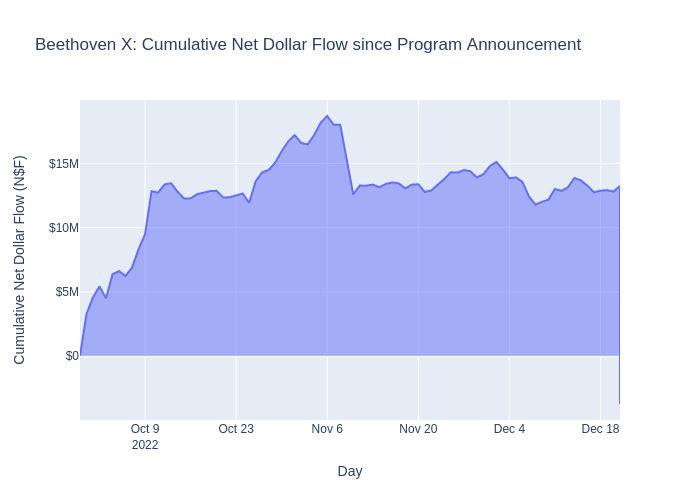 Beethoven X: Cumulative Net Dollar Flow since Program Announcement
Cumulative Net Dollar Flow (N$F)
$15M
$10M
$5M
$0
Oct 9
2022
Oct 23
Nov 6
Nov 20
Dec 4
Dec 18
Day